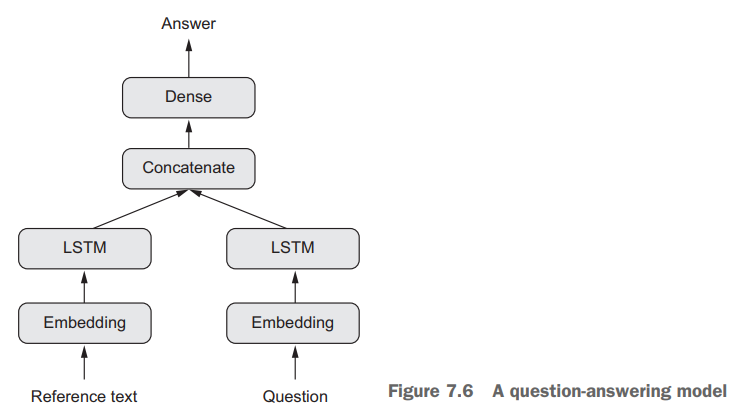 Answer
Dense
Concatenate
LSTM LSTM
Embedding Embedding
Reference text Question
Figure 7.6 A question-answering model